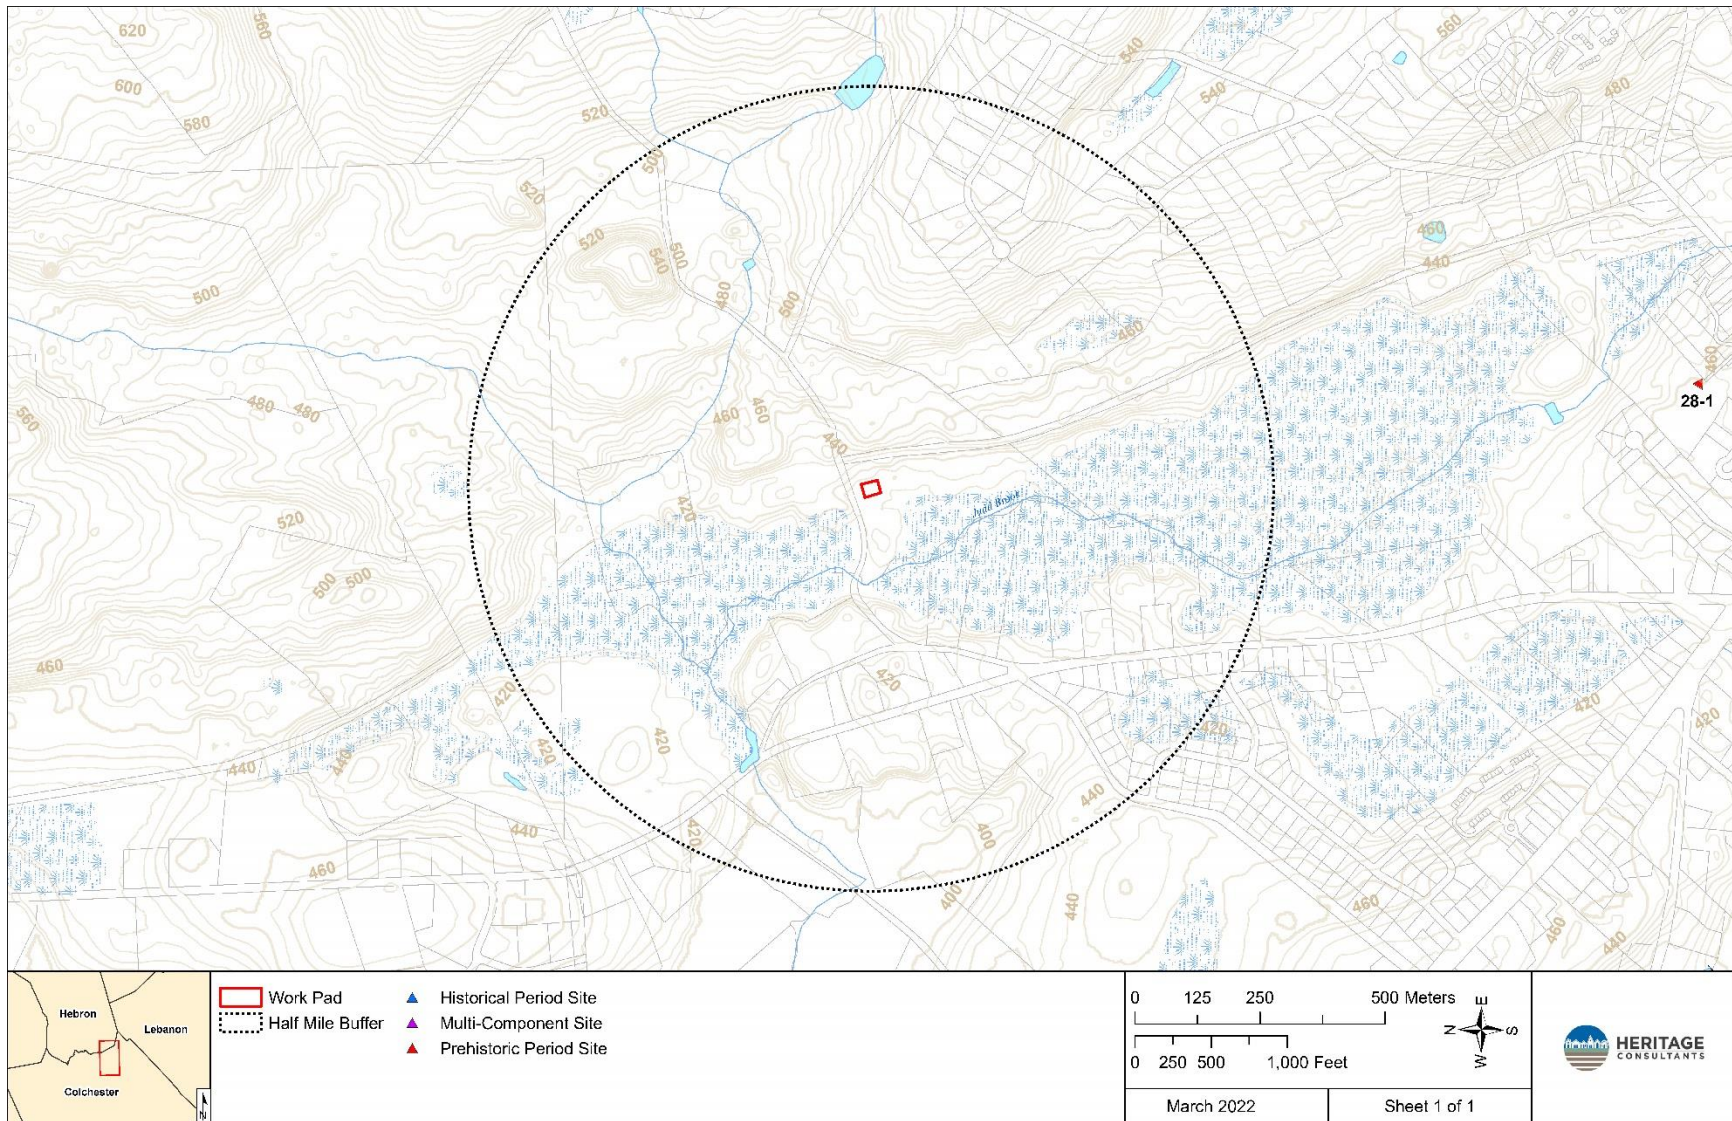 620
560
600
580
520
500
540
540
560
480
520
520
540
500
480
500
500
460
440
460
460
28-1
480
480
560
460
460
440
420
Judd Brook
520
500
500
460
420
420
420
420
420
420
420
440
440
440
420
400
440
460
400
440
460
460
440
Hebron
Lebanon
Colchester
N
Work Pad
Half Mile Buffer
Historical Period Site
Multi-Component Site
Prehistoric Period Site
0 125 250 500 Meters
0 250 500 1,000 Feet
N
E
S
W
March 2022
Sheet 1 of 1
HERITAGE
CONSULTANTS